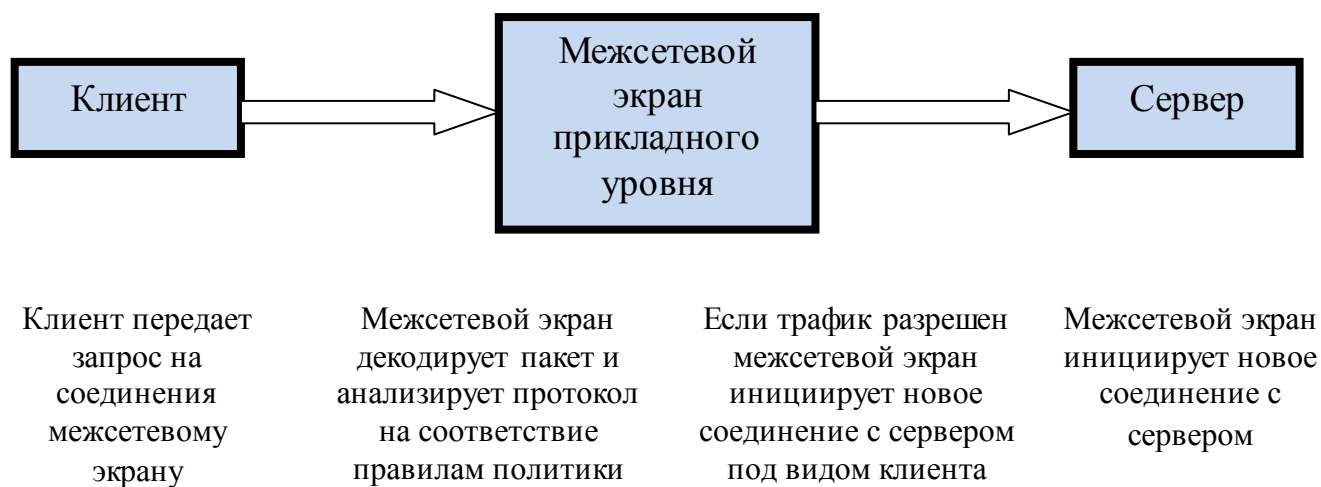 Клиент
Межсетевой
экран
прикладного
уровня
Сервер
Клиент передает
запрос на
соединения
межсетевому
экрану
Межсетевой экран
декодирует пакет и
анализирует протокол
на соответствие
правилам политики
Если трафик разрешен
межсетевой экран
инициирует новое
соединение с сервером
под видом клиента
Межсетевой экран
инициирует новое
соединение с
сервером